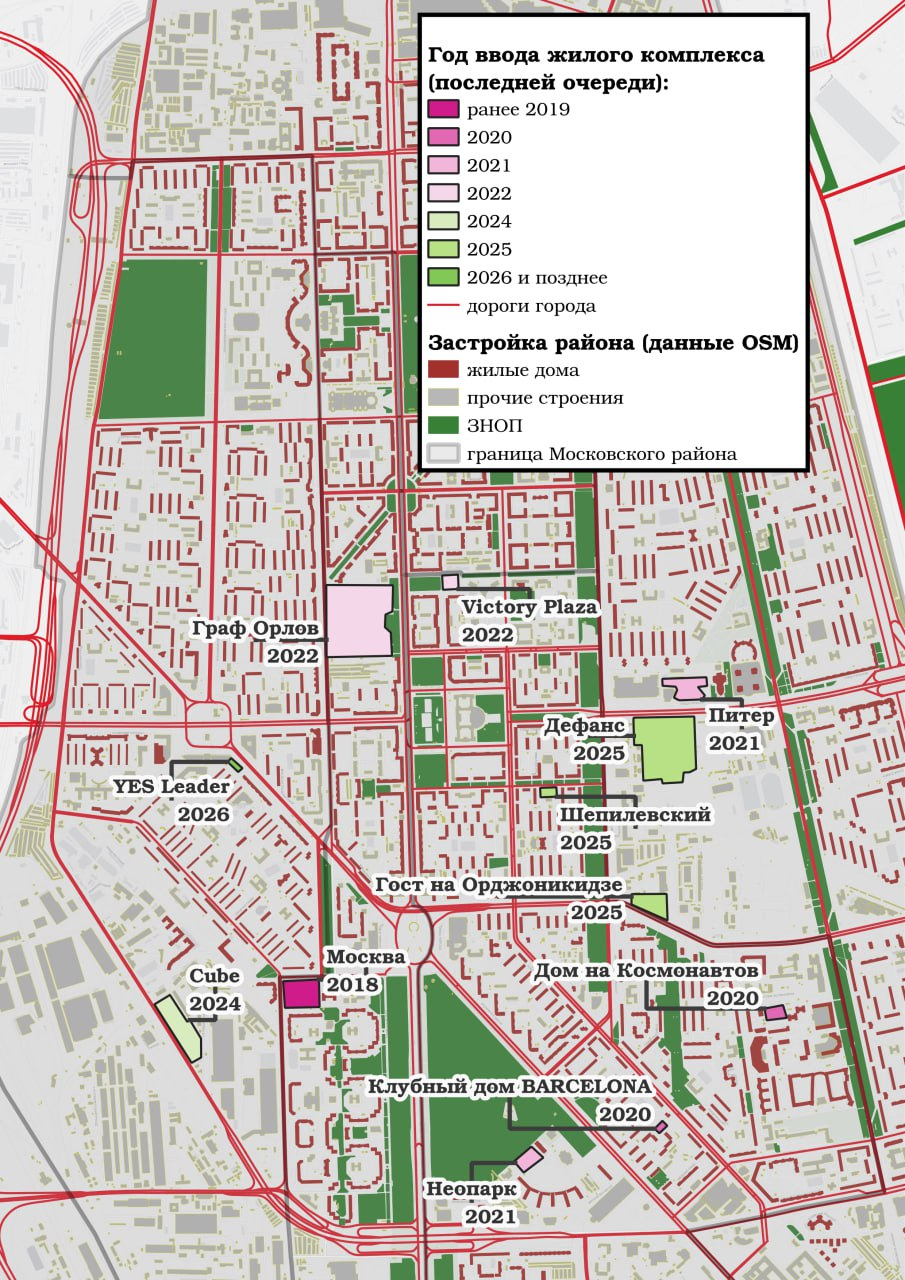 Год ввода жилого комплекса
(последней очереди):
ранее 2019
2020
2021
2022
2024
2025
2026 и позднее
дороги города
Застройка района (данные OSM)
жилые дома
прочие строения
ЗНОП
граница Московского района
Victory Plaza
2022
Граф Орлов
2022
Питер
2021
Дефанс
2025
YES Leader
2026
Шепилевский
2025
Гост на Орджоникидзе
2025
Москва
2018
Cube
2024
Дом на Космонавтов
2020
Клубный дом BARCELONA
2020
Неопарк
2021